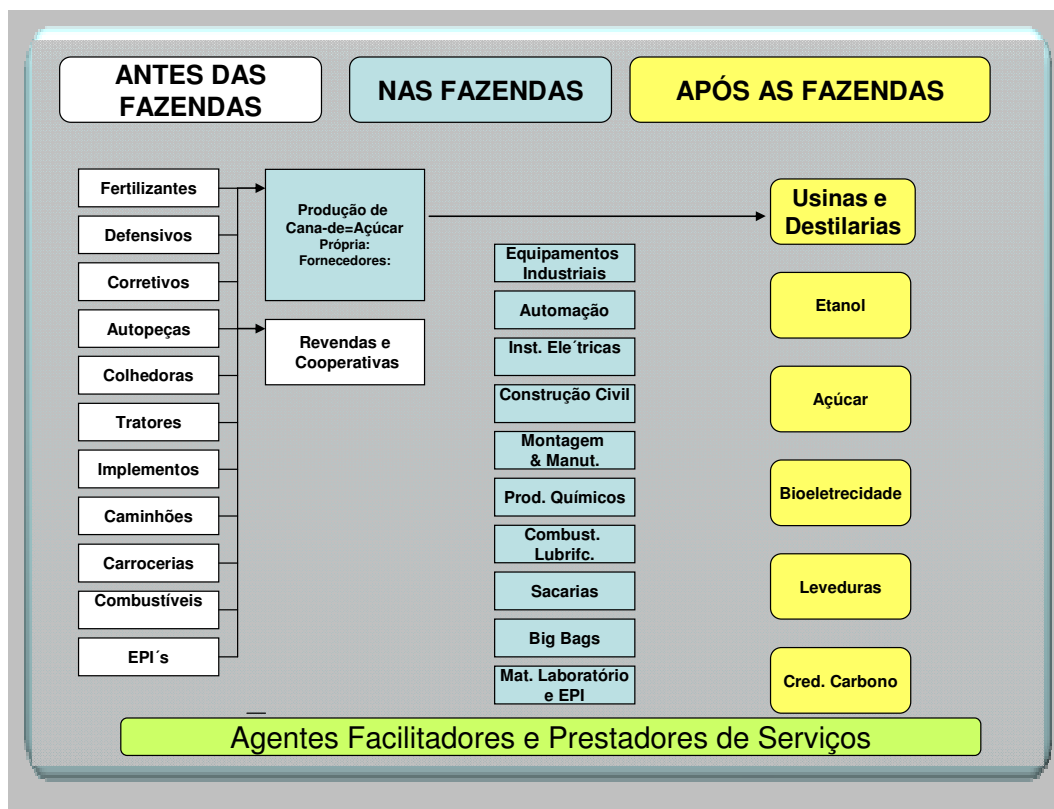 ANTES DAS
FAZENDAS
NAS FAZENDAS
APÓS AS FAZENDAS
Fertilizantes
Defensivos
Corretivos
Autopeças
Colhedoras
Tratores
Implementos
Caminhões
Carrocerias
Combustíveis
EPI´s
Produção de
Cana-de=Açúcar
Própria:
Fornecedores:
Revendas e
Cooperativas
Equipamentos
Industriais
Automação
Inst. Ele´tricas
Construção Civil
Montagem
& Manut.
Prod. Químicos
Combust.
Lubrifc.
Sacarias
Big Bags
Mat. Laboratório
e EPI
Usinas e
Destilarias
Etanol
Açúcar
Bioeletrecidade
Leveduras
Cred. Carbono
Agentes Facilitadores e Prestadores de Serviços